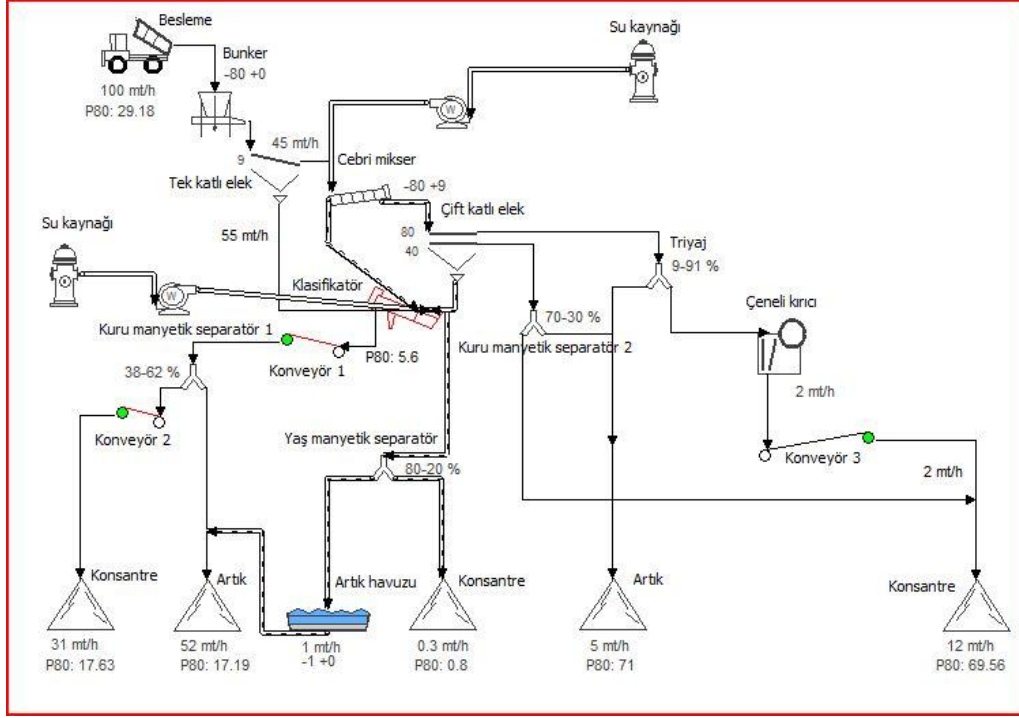 Besleme
Su kaynağı
Bunker
-80 +0
100 mt/h
P80: 29.18
W
45 mt/h
9
Cebri mikser
Tek katlı elek
-80 +9
Çift katlı elek
Su kaynağı
55 mt/h
80
40
Triyaj
9-91 %
Klasifikatör
W
Çeneli kırıcı
Kuru manyetik separatör 1
70-30 %
Kuru manyetik separatör 2
P80: 5.6
Konveyör 1
38-62 %
2 mt/h
Konveyör 2
Yaş manyetik separatör
80-20 %
Konveyör 3
2 mt/h
Konsantre
Artık
Artık havuzu
Konsantre
Artık
Konsantre
31 mt/h
P80: 17.63
52 mt/h
P80: 17.19
1 mt/h
-1 +0
0.3 mt/h
P80: 0.8
5 mt/h
P80: 71
12 mt/h
P80: 69.56